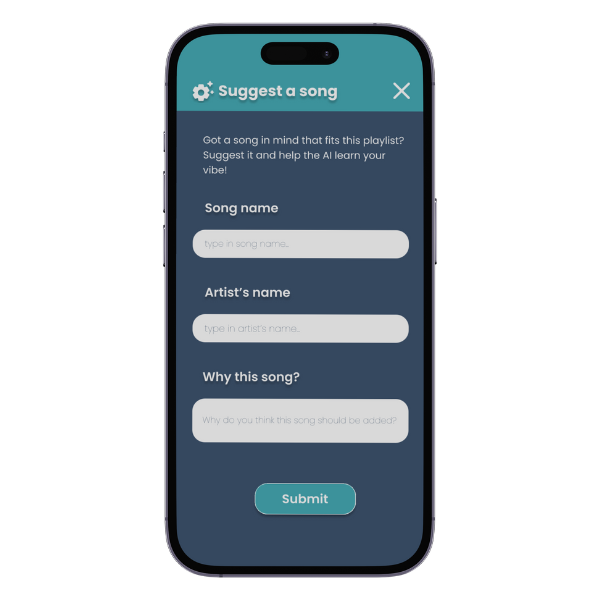 Suggest a song
Got a song in mind that fits this playlist?
Suggest it and help the AI learn your
vibe!
Song name
type in song name..
Artist's name
type in artist's name..
Why this song?
Why do you think this song should be added?
Submit